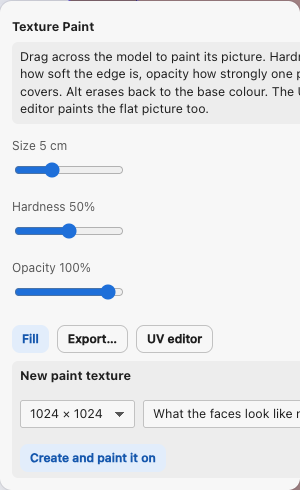 Texture Paint
Drag across the model to paint its picture.
how soft the edge is, opacity how strongly one
covers. Alt erases back to the base colour. The
editor paints the flat picture too.
Size 5 cm
Hardness 50%
Opacity 100%
Fill
Export...
UV editor
New paint texture
1024 × 1024
What the faces look like
Create and paint it on